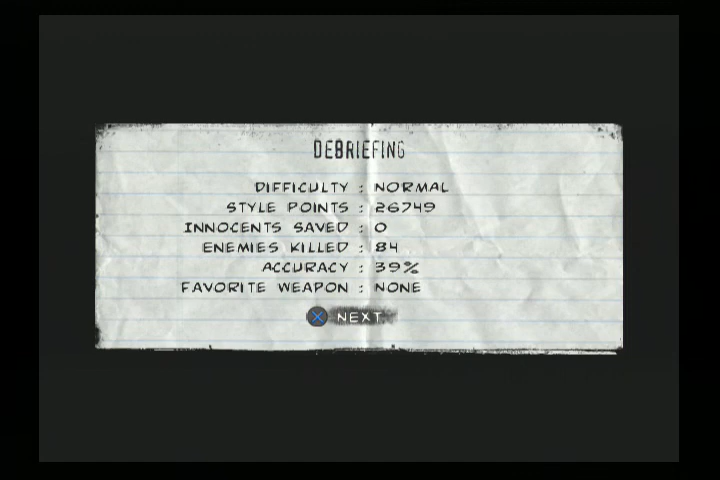 DEBRIEFING
DIFFICULTY : NORMAL
STYLE POINTS : 26749
INNOCENTS SAVED : 0
ENEMIES KILLED : 84
ACCURACY : 39%
FAVORITE WEAPON : NONE
NEXT